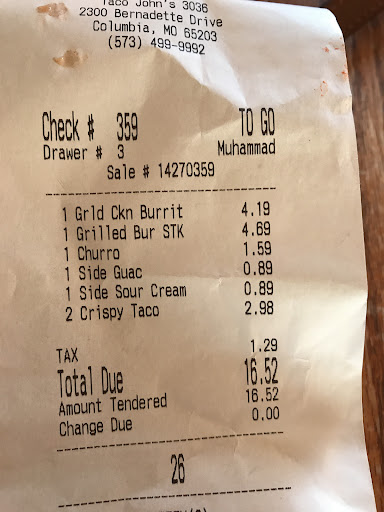 Taco John's 3036
2300 Bernadette Drive
Columbia, MO 65203
(573) 499-9992
Check # 359 TO GO
Drawer # 3 Muhammad
Sale # 14270359
1 Grld Ckn Burrit 4.19
1 Grilled Bur STK 4.69
1 Churro 1.59
1 Side Guac 0.89
1 Side Sour Cream 0.89
2 Crispy Taco 2.98
TAX 1.29
Total Due 16.52
Amount Tendered 16.52
Change Due 0.00
26